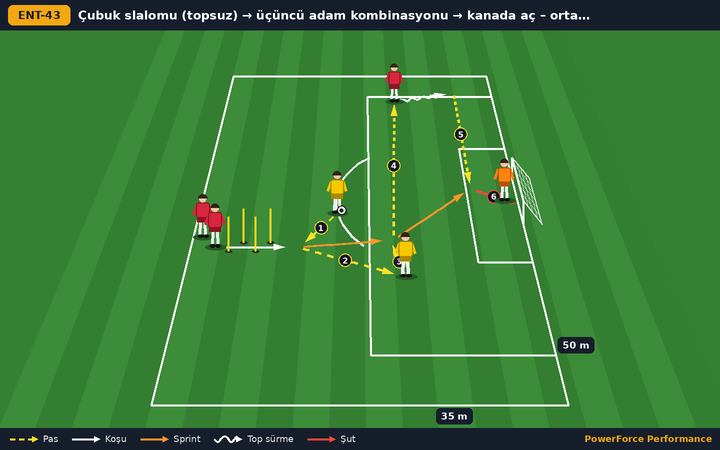 ENT-43 Çubuk slalomu (topsuz) → üçüncü adam kombinasyonu → kanada aç – orta...
5
4
6
1
3
2
50 m
35 m
Pas Koşu Sprint Top sürme Şut PowerForce Performance